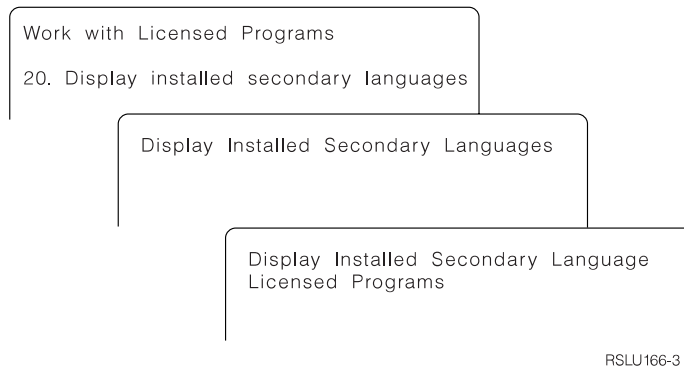 Work with Licensed Programs
20. Display installed secondary languages
Display Installed Secondary Languages
Display Installed Secondary Language
Licensed Programs
RSLU166-3